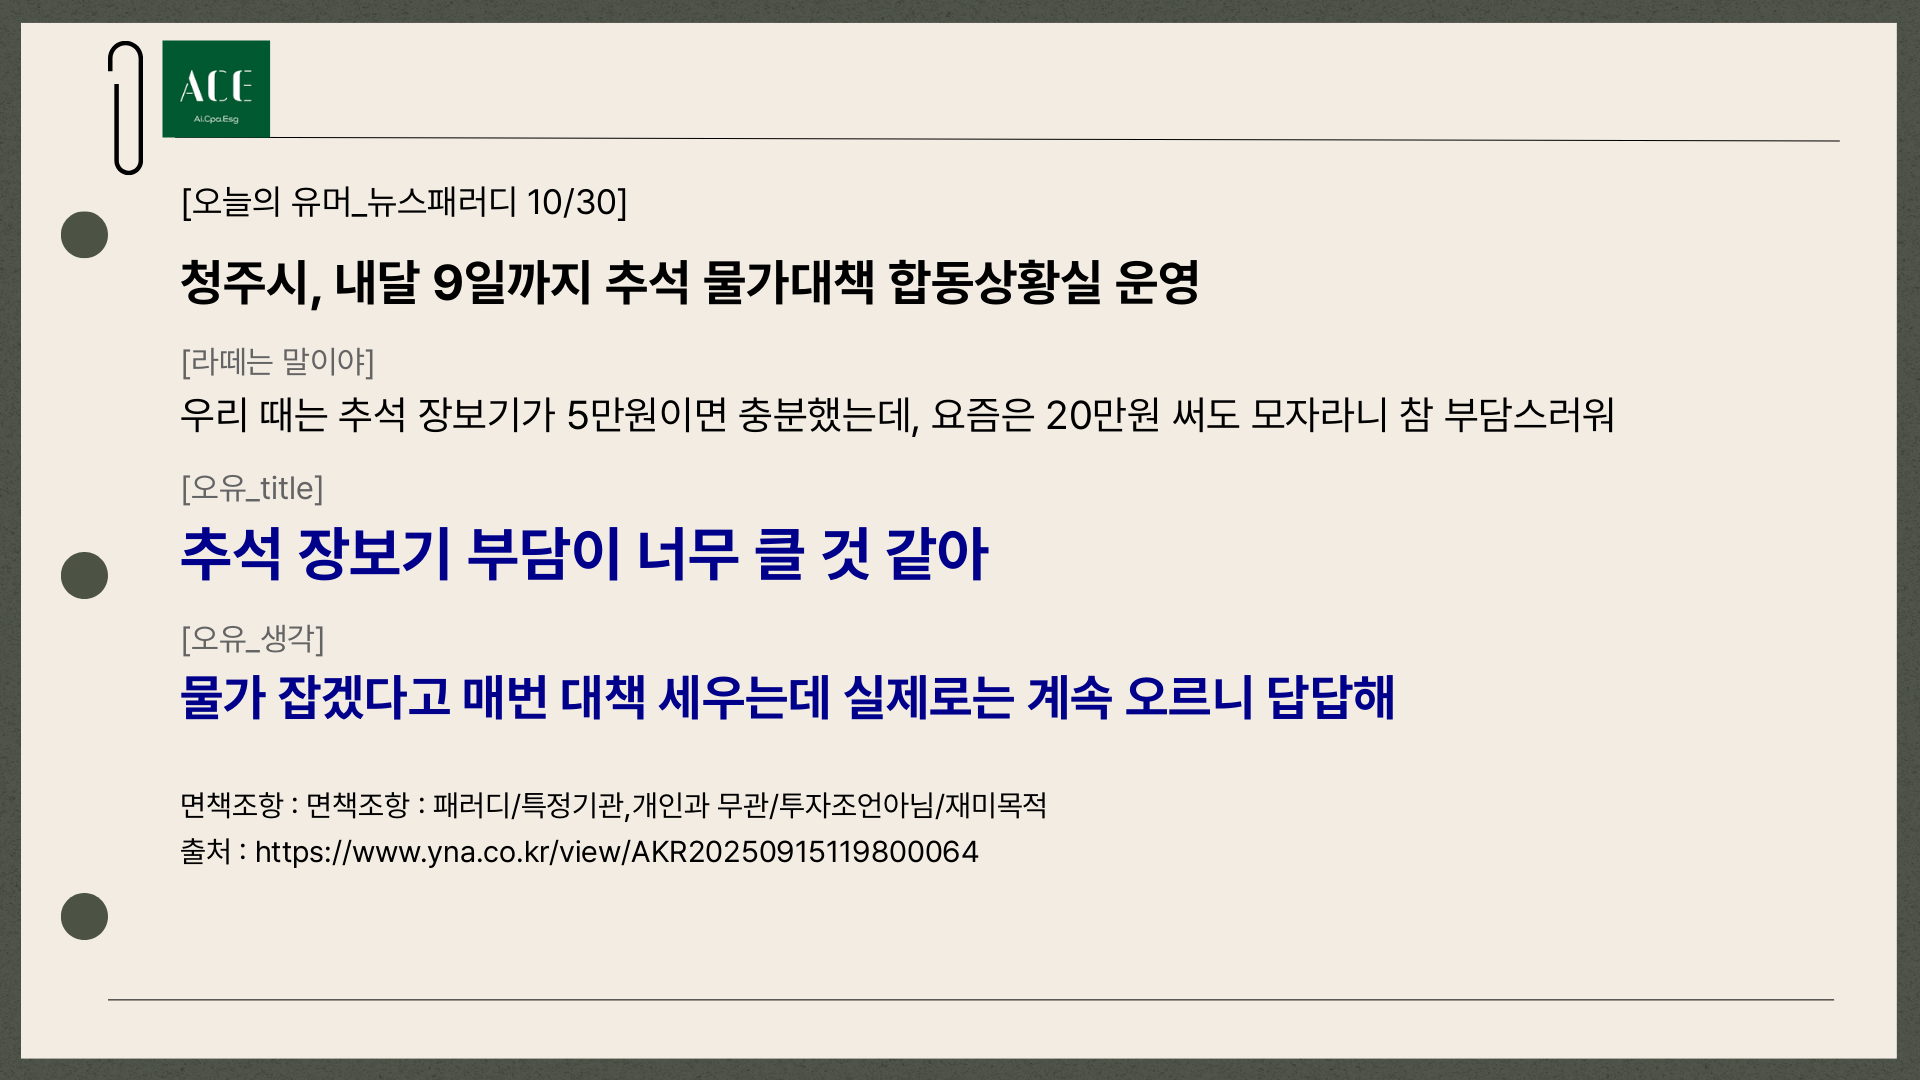 ACE
Ai.Cpa.Esg
[오늘의 유머_뉴스패러디 10/30]
청주시, 내달 9일까지 추석 물가대책 합동상황실 운영
[라떼는 말이야]
우리 때는 추석 장보기가 5만원이면 충분했는데, 요즘은 20만원 써도 모자라니 참 부담스러워
[오유_title]
추석 장보기 부담이 너무 클 것 같아
[오유_생각]
물가 잡겠다고 매번 대책 세우는데 실제로는 계속 오르니 답답해
면책조항 : 면책조항 : 패러디/특정기관,개인과 무관/투자조언아님/재미목적
출처 : https://www.yna.co.kr/view/AKR20250915119800064